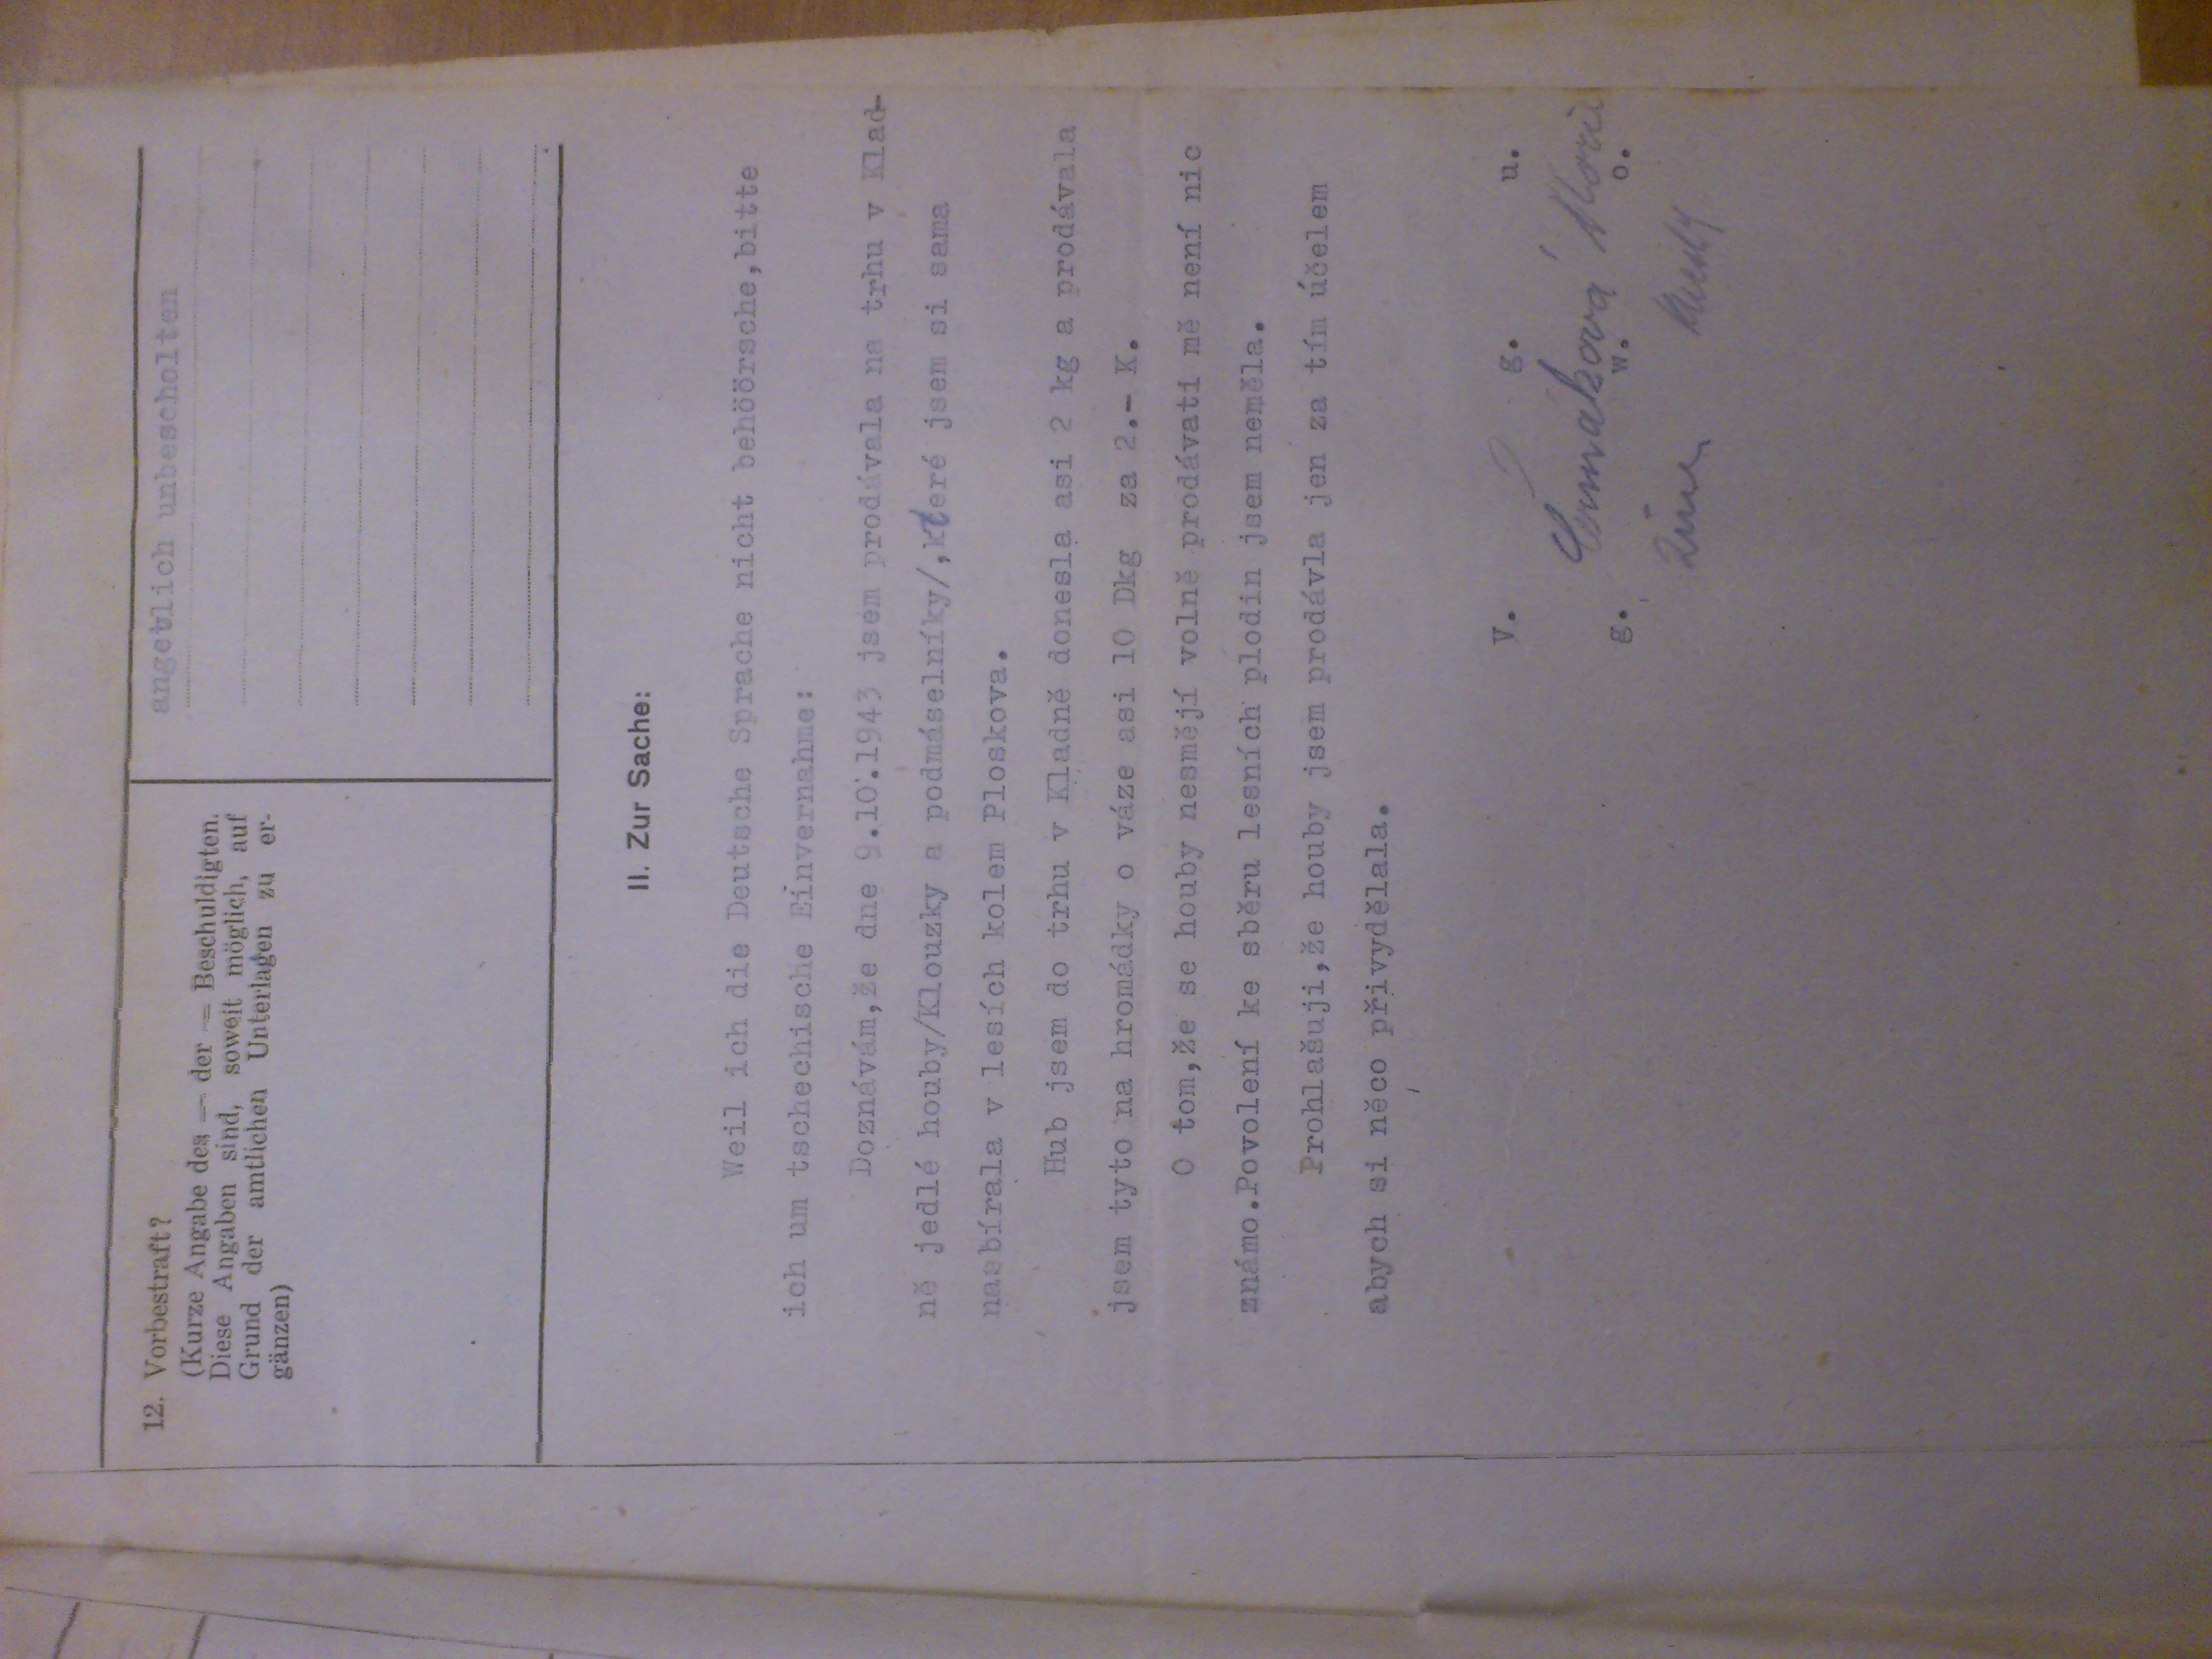 12. Vorbestraft?
(Kurze Angabe des — der — Beschuldigten.
Diese Angaben sind, soweit möglich, auf
Grund der amtlichen Unterlagen zu er-
gänzen)
angeblich unbescholten
II. Zur Sache:
Weil ich die Deutsche Sprache nicht behöörsche,bitte
ich um tschechische Einvernahme:
Doznávám,že dne 9.10.1943 jsem prodávala na trhu v Klad-
ně jedlé houby/Klouzky a podmáselníky/,které jsem si sama
nasbírala v lesích kolem Ploskova.
Hub jsem do trhu v Kladně donesla asi 2 kg a prodávala
jsem tyto na hromádky o váze asi 10 Dkg za 2.- K.
O tom,že se houby nesmějí volně prodávati mě není nic
známo.Povolení ke sběru lesních plodin jsem neměla.
Prohlašuji,že houby jsem prodávla jen za tím účelem
abych si něco přivydělala.
V. g. u.
Čermáková Marie
g. w. o.